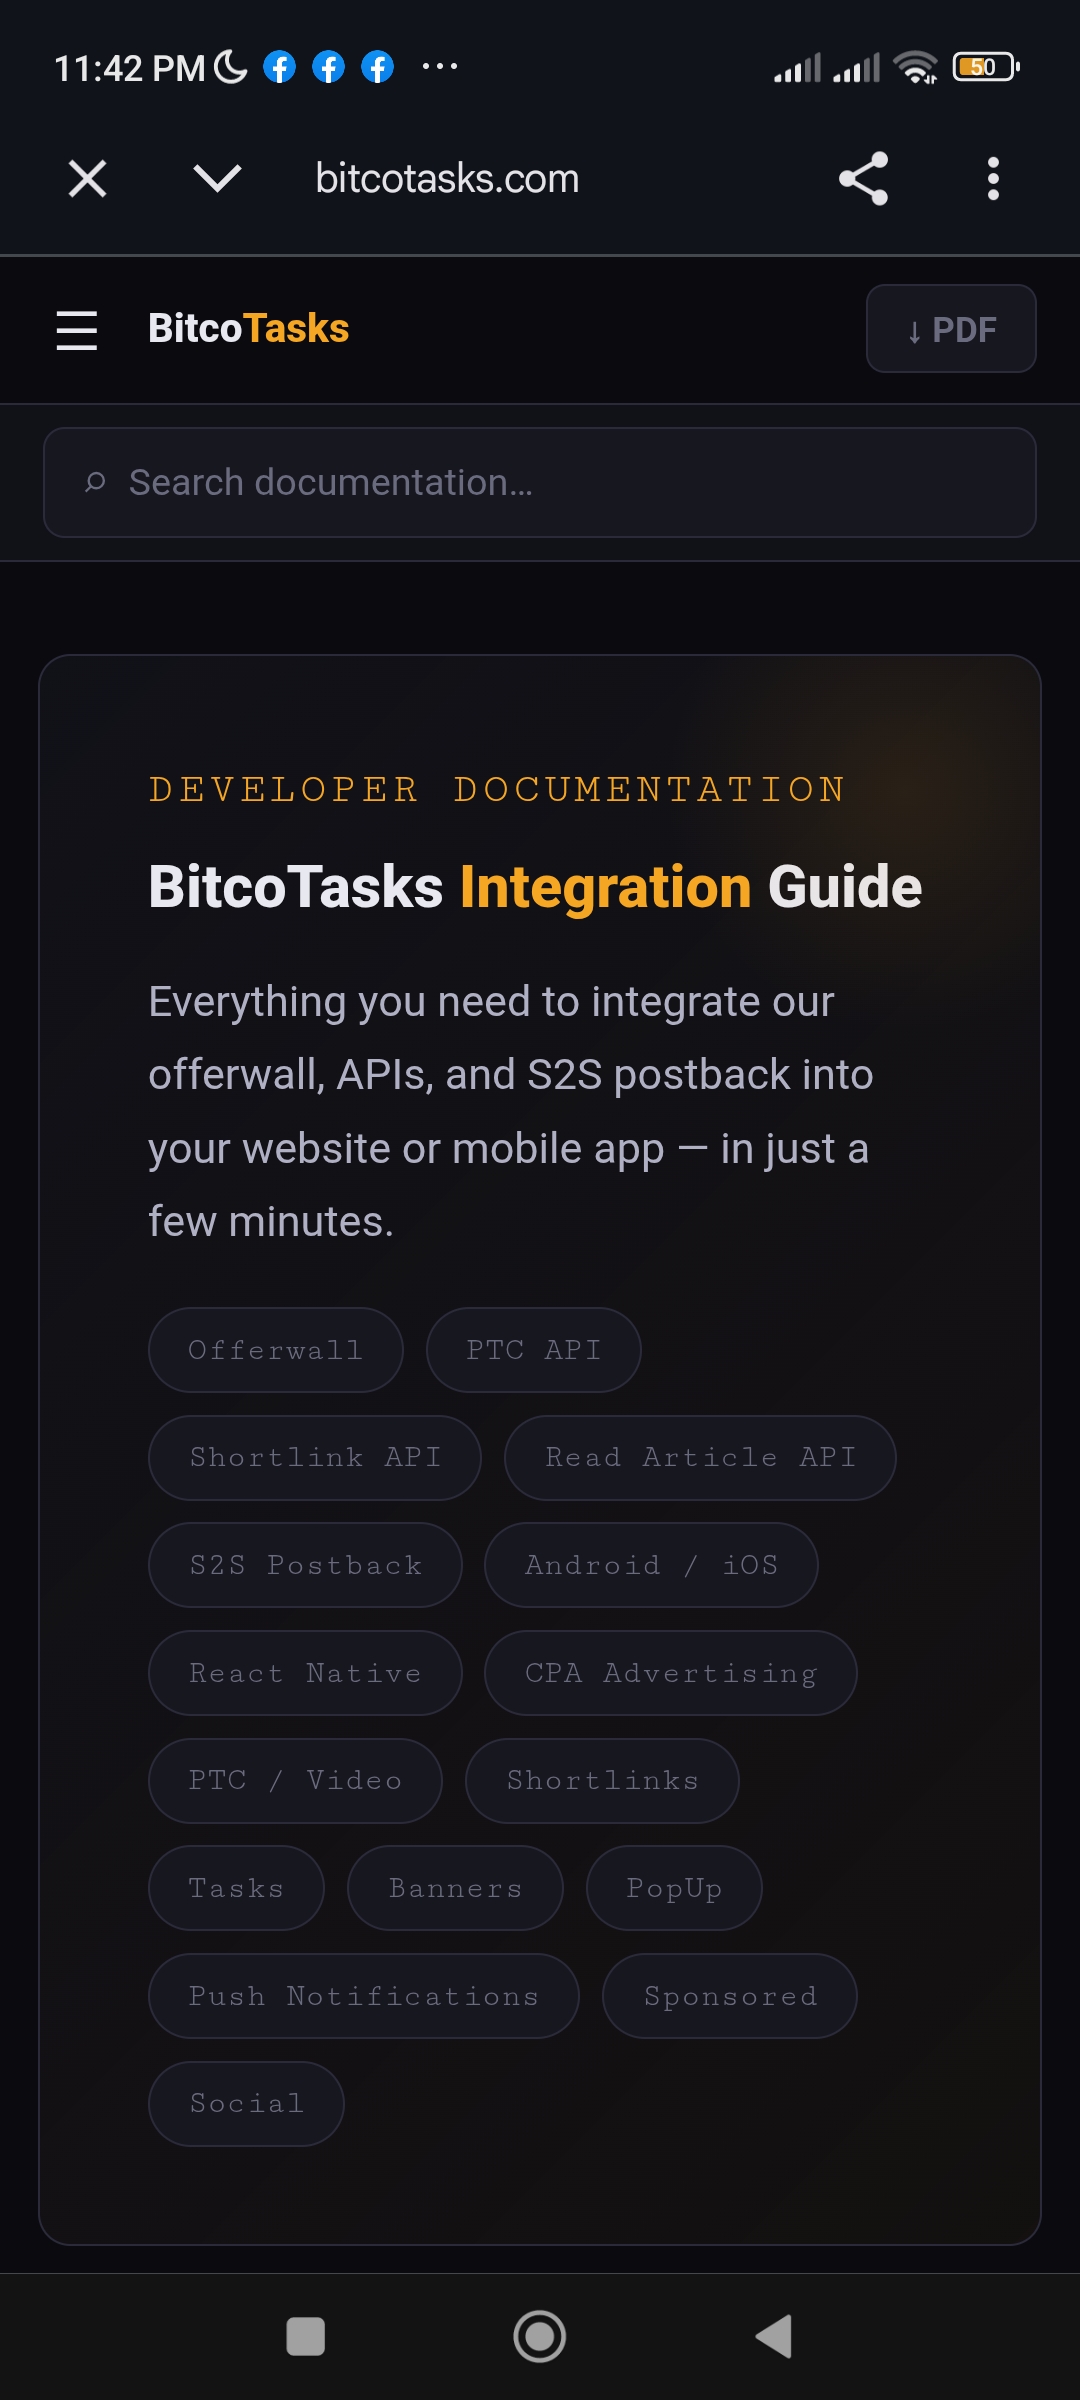 11:42 PM
50
bitcotasks.com
BitcoTasks
↓ PDF
Search documentation...
DEVELOPER DOCUMENTATION
BitcoTasks Integration Guide
Everything you need to integrate our
offerwall, APIs, and S2S postback into
your website or mobile app — in just a
few minutes.
Offerwall PTC API
Shortlink API Read Article API
S2S Postback Android / iOS
React Native CPA Advertising
PTC / Video Shortlinks
Tasks Banners PopUp
Push Notifications Sponsored
Social